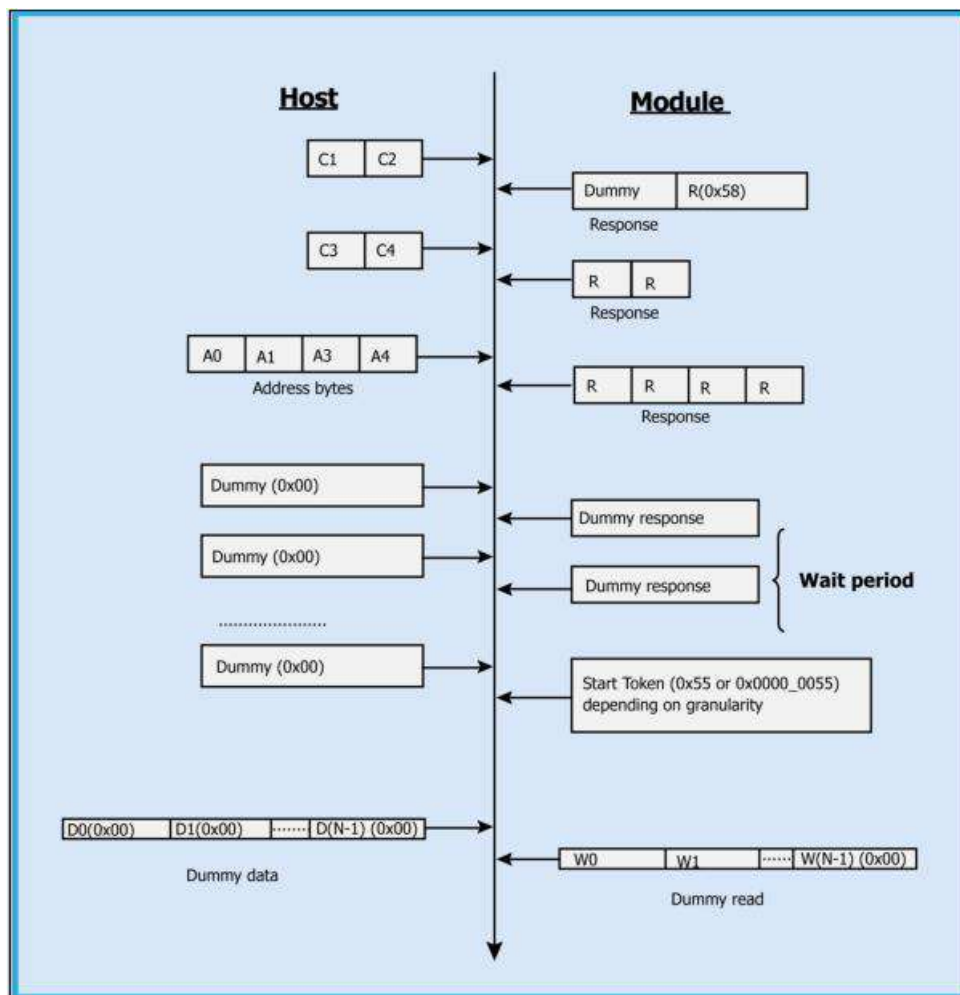 Host
Module
C1 C2
Dummy R(0x58)
Response
C3 C4
R R
Response
A0 A1 A3 A4
Address bytes
R R R R
Response
Dummy (0x00)
Dummy response
Dummy (0x00)
Dummy response
Wait period
.......................
Dummy (0x00)
Start Token (0x55 or 0x0000_0055)
depending on granularity
D0(0x00) D1(0x00) ........ D(N-1) (0x00)
Dummy data
W0 W1 ...... W(N-1) (0x00)
Dummy read